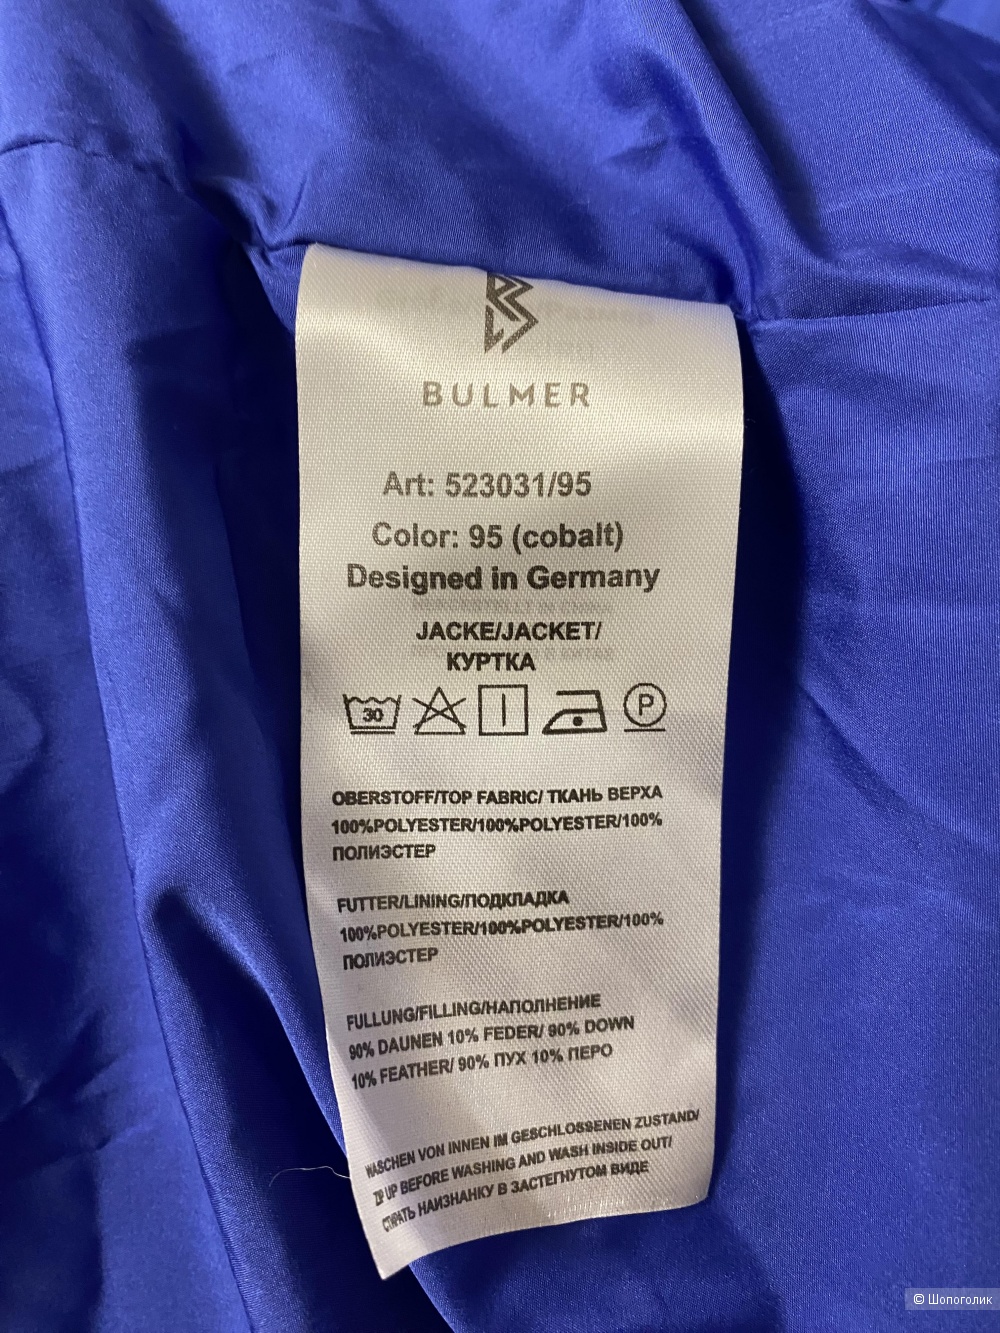 BULMER
Art: 523031/95
Color: 95 (cobalt)
Designed in Germany
JACKE/JACKET/
КУРТКА
30 P
OBERSTOFF/TOP FABRIC/ ТКАНЬ ВЕРХА
100%POLYESTER/100%POLYESTER/100%
ПОЛИЭСТЕР
FUTTER/LINING/ПОДКЛАДКА
100%POLYESTER/100%POLYESTER/100%
ПОЛИЭСТЕР
FULLUNG/FILLING/НАПОЛНЕНИЕ
90% DAUNEN 10% FEDER/ 90% DOWN
10% FEATHER/ 90% ПУХ 10% ПЕРО
WASCHEN VON INNEN IM GESCHLOSSENEN ZUSTAND/
ZIP UP BEFORE WASHING AND WASH INSIDE OUT/
СТИРАТЬ НАИЗНАНКУ В ЗАСТЕГНУТОМ ВИДЕ
© Шопоголик